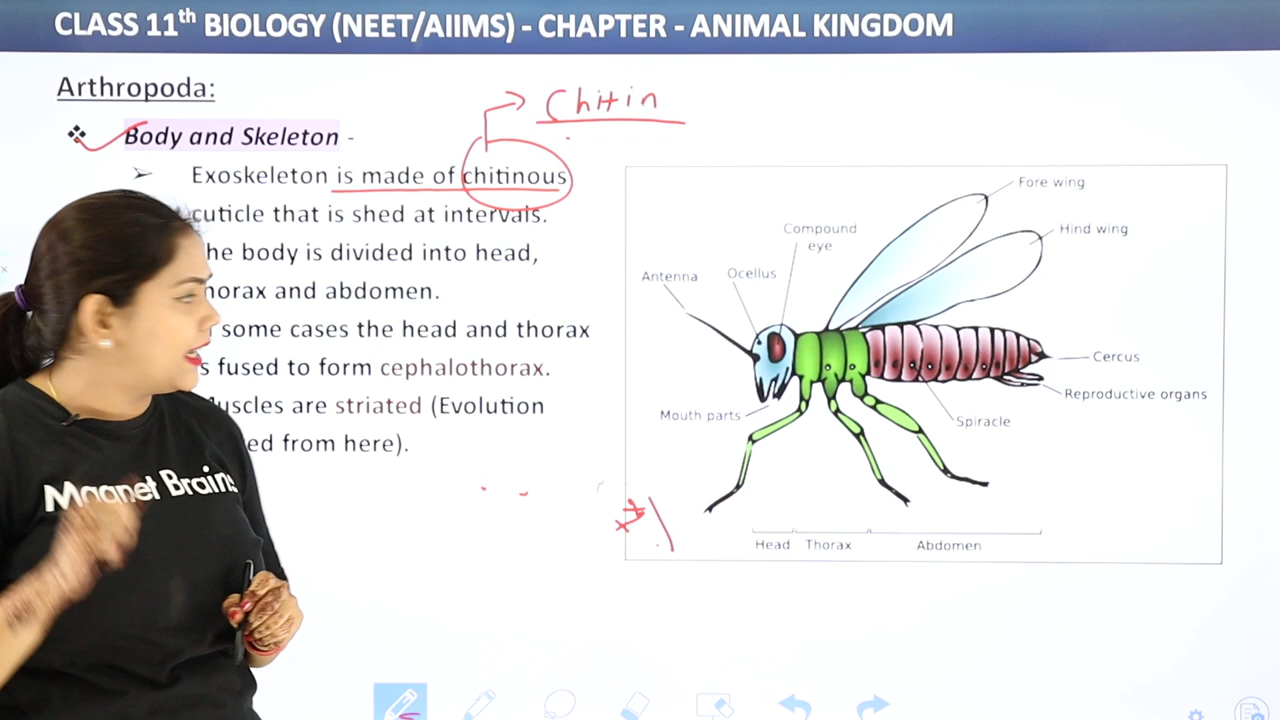 CLASS 11th BIOLOGY (NEET/AIIMS) - CHAPTER - ANIMAL KINGDOM
Arthropoda:
Chitin
❖ Body and Skeleton -
➢ Exoskeleton is made of chitinous
cuticle that is shed at intervals.
he body is divided into head,
horax and abdomen.
some cases the head and thorax
s fused to form cephalothorax.
uscles are striated (Evolution
ed from here).
Magnet Brains
Fore wing
Hind wing
Compound
eye
Ocellus
Antenna
Cercus
Reproductive organs
Mouth parts
Spiracle
Head Thorax Abdomen